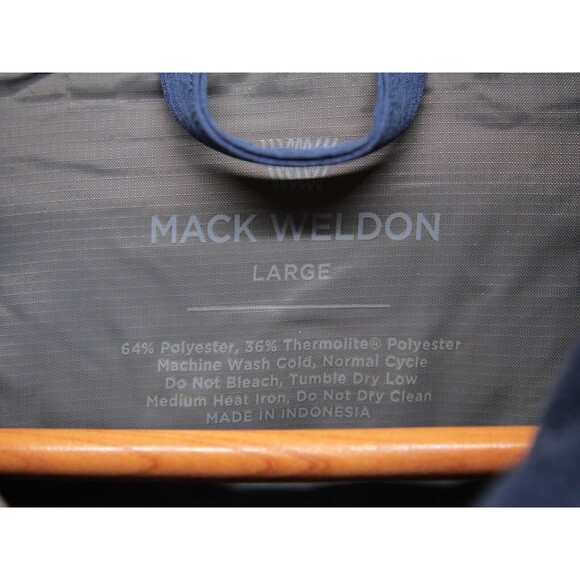 MACK WELDON
LARGE
64% Polyester, 36% Thermolite® Polyester
Machine Wash Cold, Normal Cycle
Do Not Bleach, Tumble Dry Low
Medium Heat Iron, Do Not Dry Clean
MADE IN INDONESIA